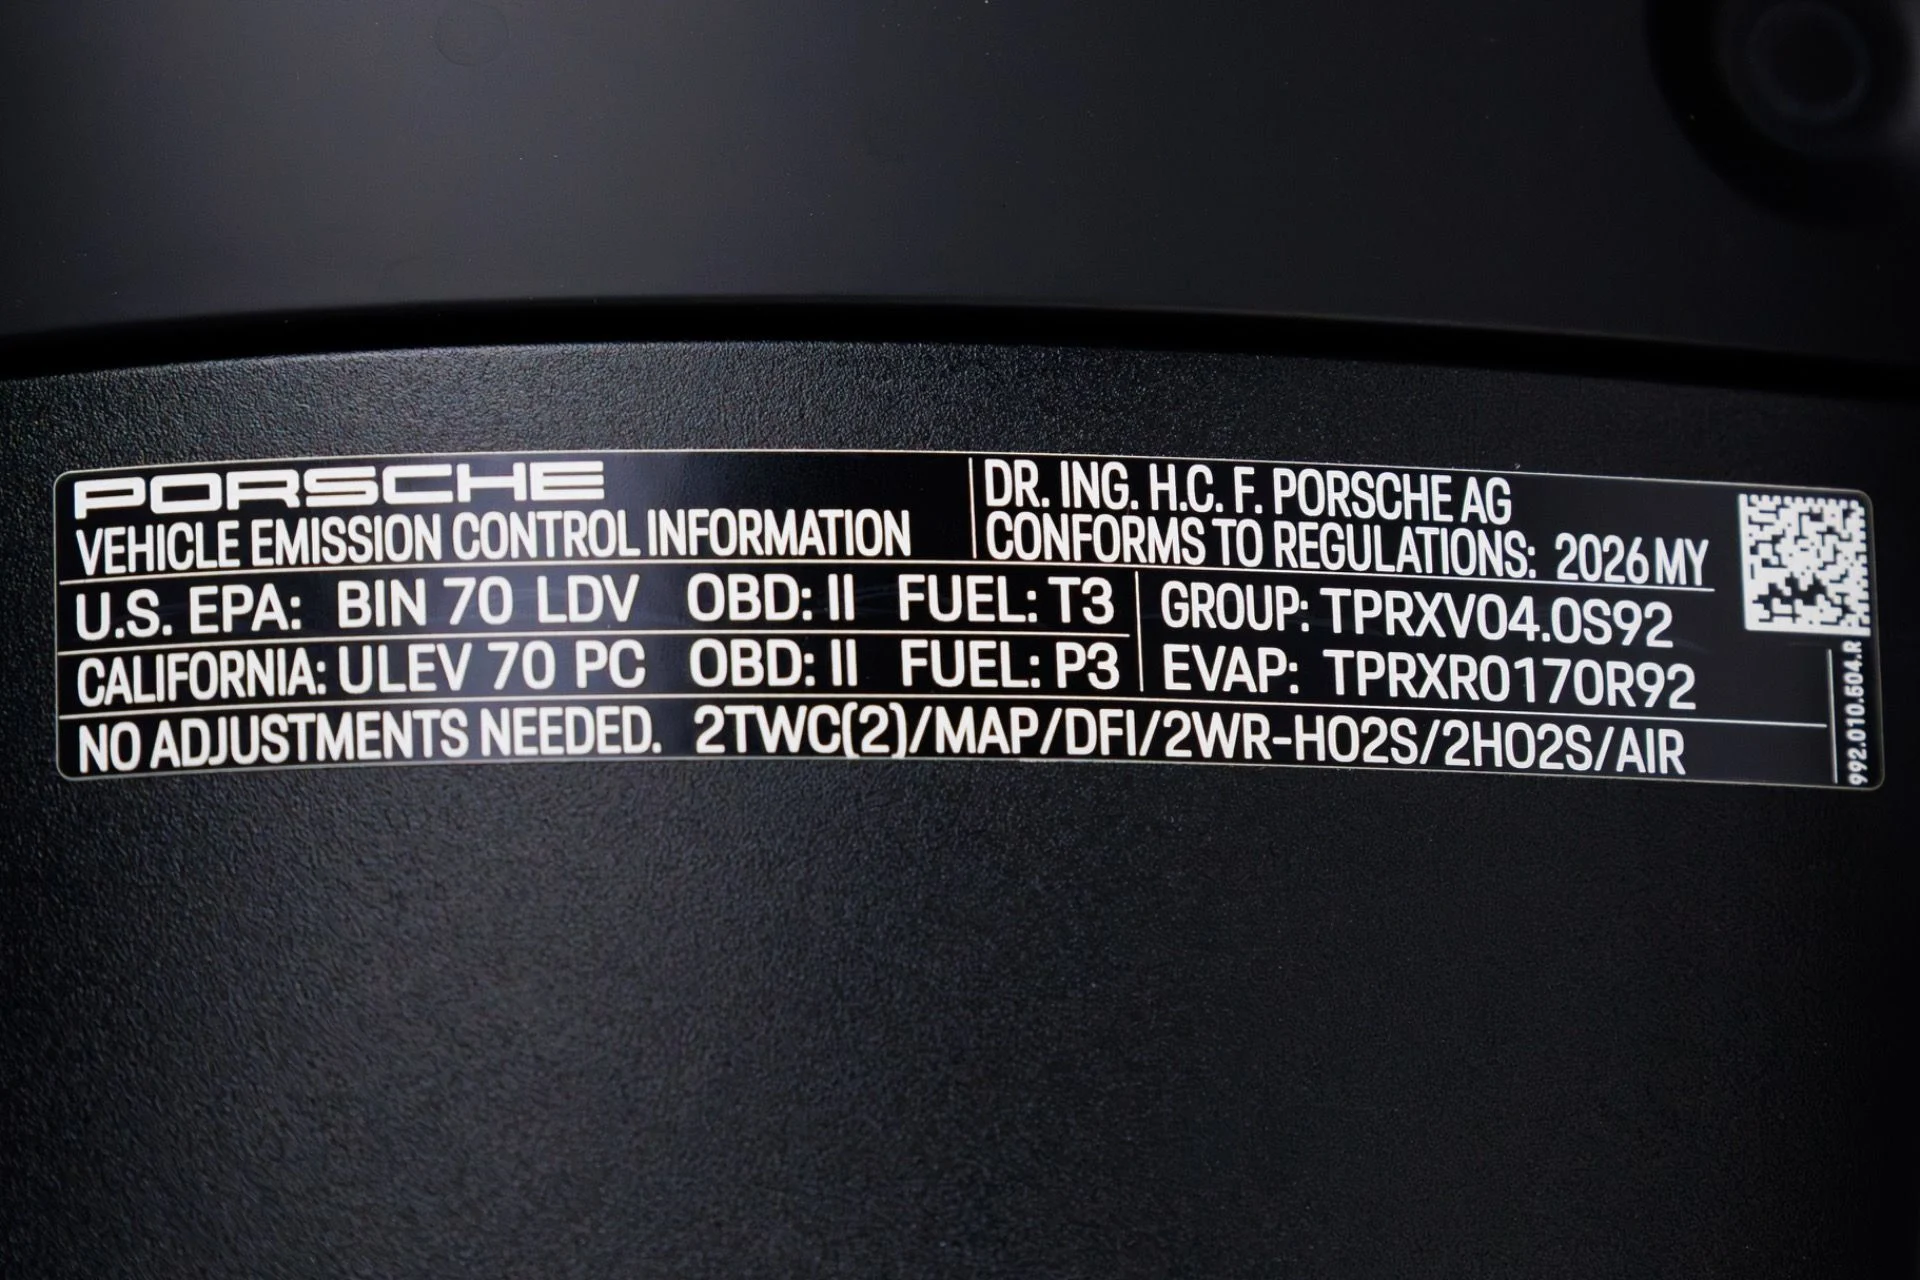 PORSCHE
VEHICLE EMISSION CONTROL INFORMATION
DR. ING. H.C. F. PORSCHE AG
CONFORMS TO REGULATIONS: 2026 MY
U.S. EPA: BIN 70 LDV OBD: II FUEL: T3
CALIFORNIA: ULEV 70 PC OBD: II FUEL: P3
GROUP: TPRXV04.0S92
EVAP: TPRXR0170R92
NO ADJUSTMENTS NEEDED. 2TWC(2)/MAP/DFI/2WR-HO2S/2HO2S/AIR
992.010.504.R